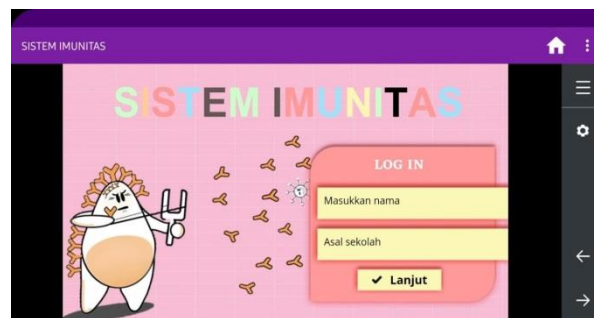 SISTEM IMUNITAS
SISTEM IMUNITAS
LOG IN
Masukkan nama
Asal sekolah
Lanjut